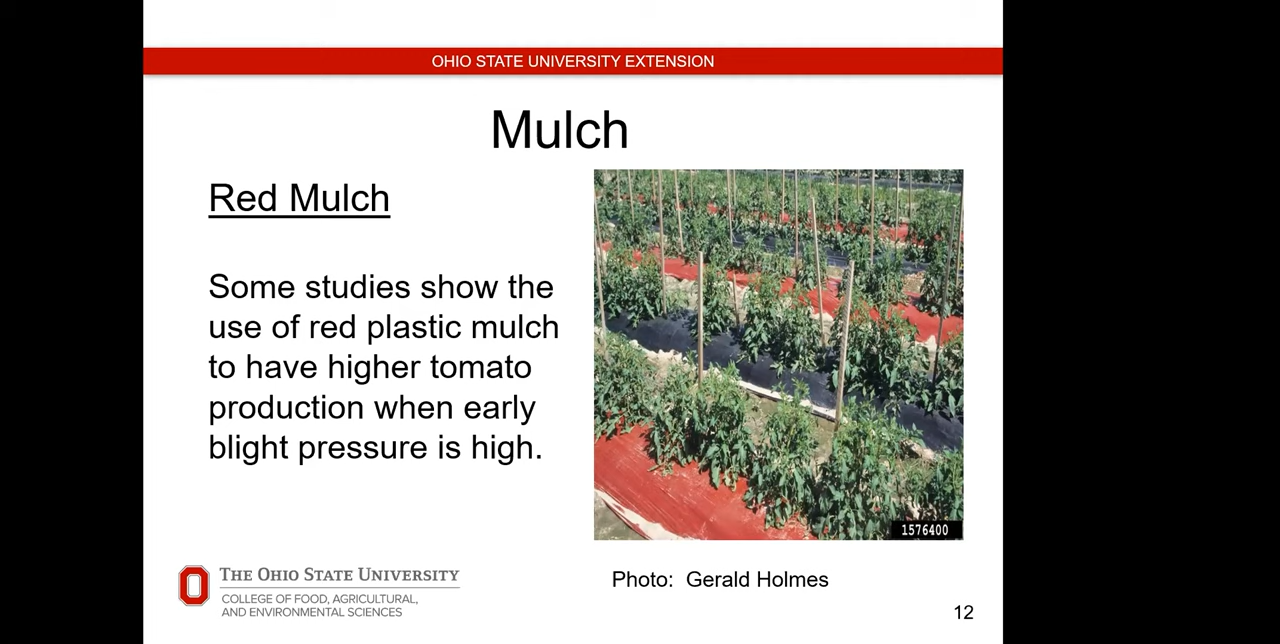 OHIO STATE UNIVERSITY EXTENSION
Mulch
Red Mulch
Some studies show the
use of red plastic mulch
to have higher tomato
production when early
blight pressure is high.
1576400
Photo: Gerald Holmes
THE OHIO STATE UNIVERSITY
COLLEGE OF FOOD, AGRICULTURAL,
AND ENVIRONMENTAL SCIENCES
12